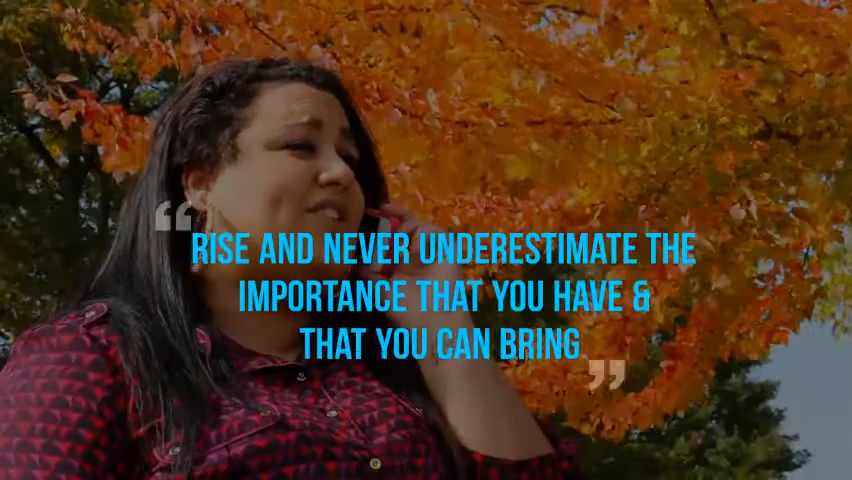 “
RISE AND NEVER UNDERESTIMATE THE
IMPORTANCE THAT YOU HAVE &
THAT YOU CAN BRING
”